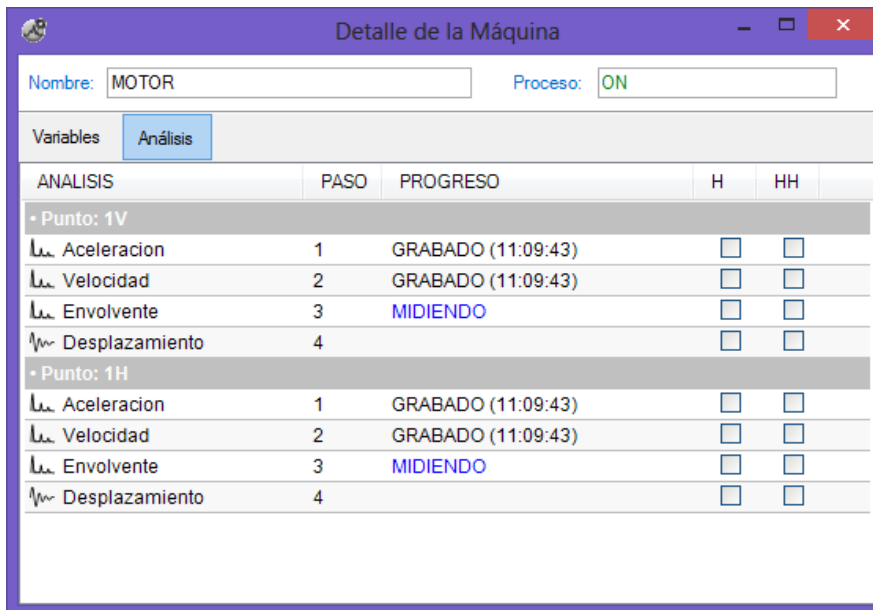 Detalle de la Máquina
Nombre: MOTOR Proceso: ON
Variables Análisis
ANALISIS PASO PROGRESO H HH
• Punto: 1V
Aceleracion 1 GRABADO (11:09:43)
Velocidad 2 GRABADO (11:09:43)
Envolvente 3 MIDIENDO
Desplazamiento 4
• Punto: 1H
Aceleracion 1 GRABADO (11:09:43)
Velocidad 2 GRABADO (11:09:43)
Envolvente 3 MIDIENDO
Desplazamiento 4